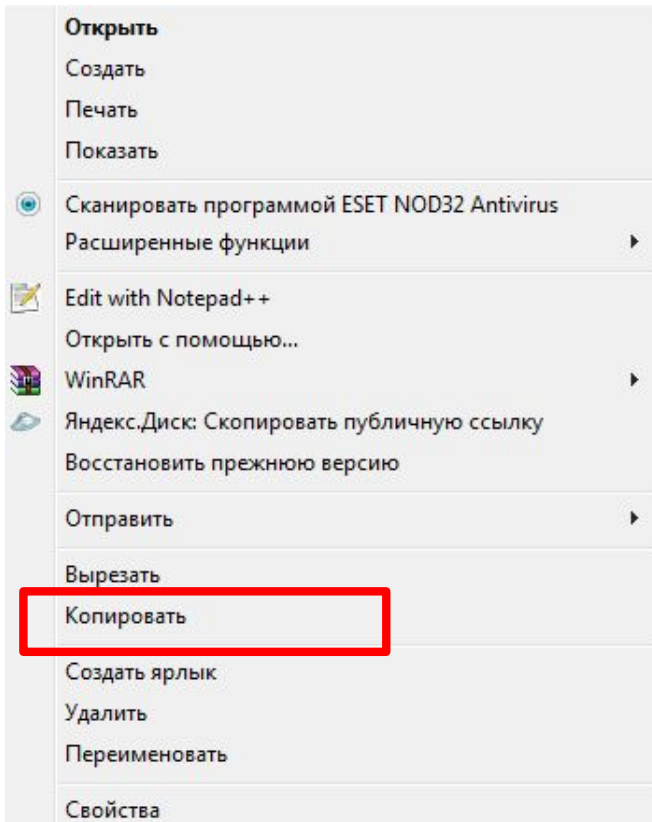 Открыть
Создать
Печать
Показать
Сканировать программой ESET NOD32 Antivirus
Расширенные функции
Edit with Notepad++
Открыть с помощью...
WinRAR
Яндекс.Диск: Скопировать публичную ссылку
Восстановить прежнюю версию
Отправить
Вырезать
Копировать
Создать ярлык
Удалить
Переименовать
Свойства